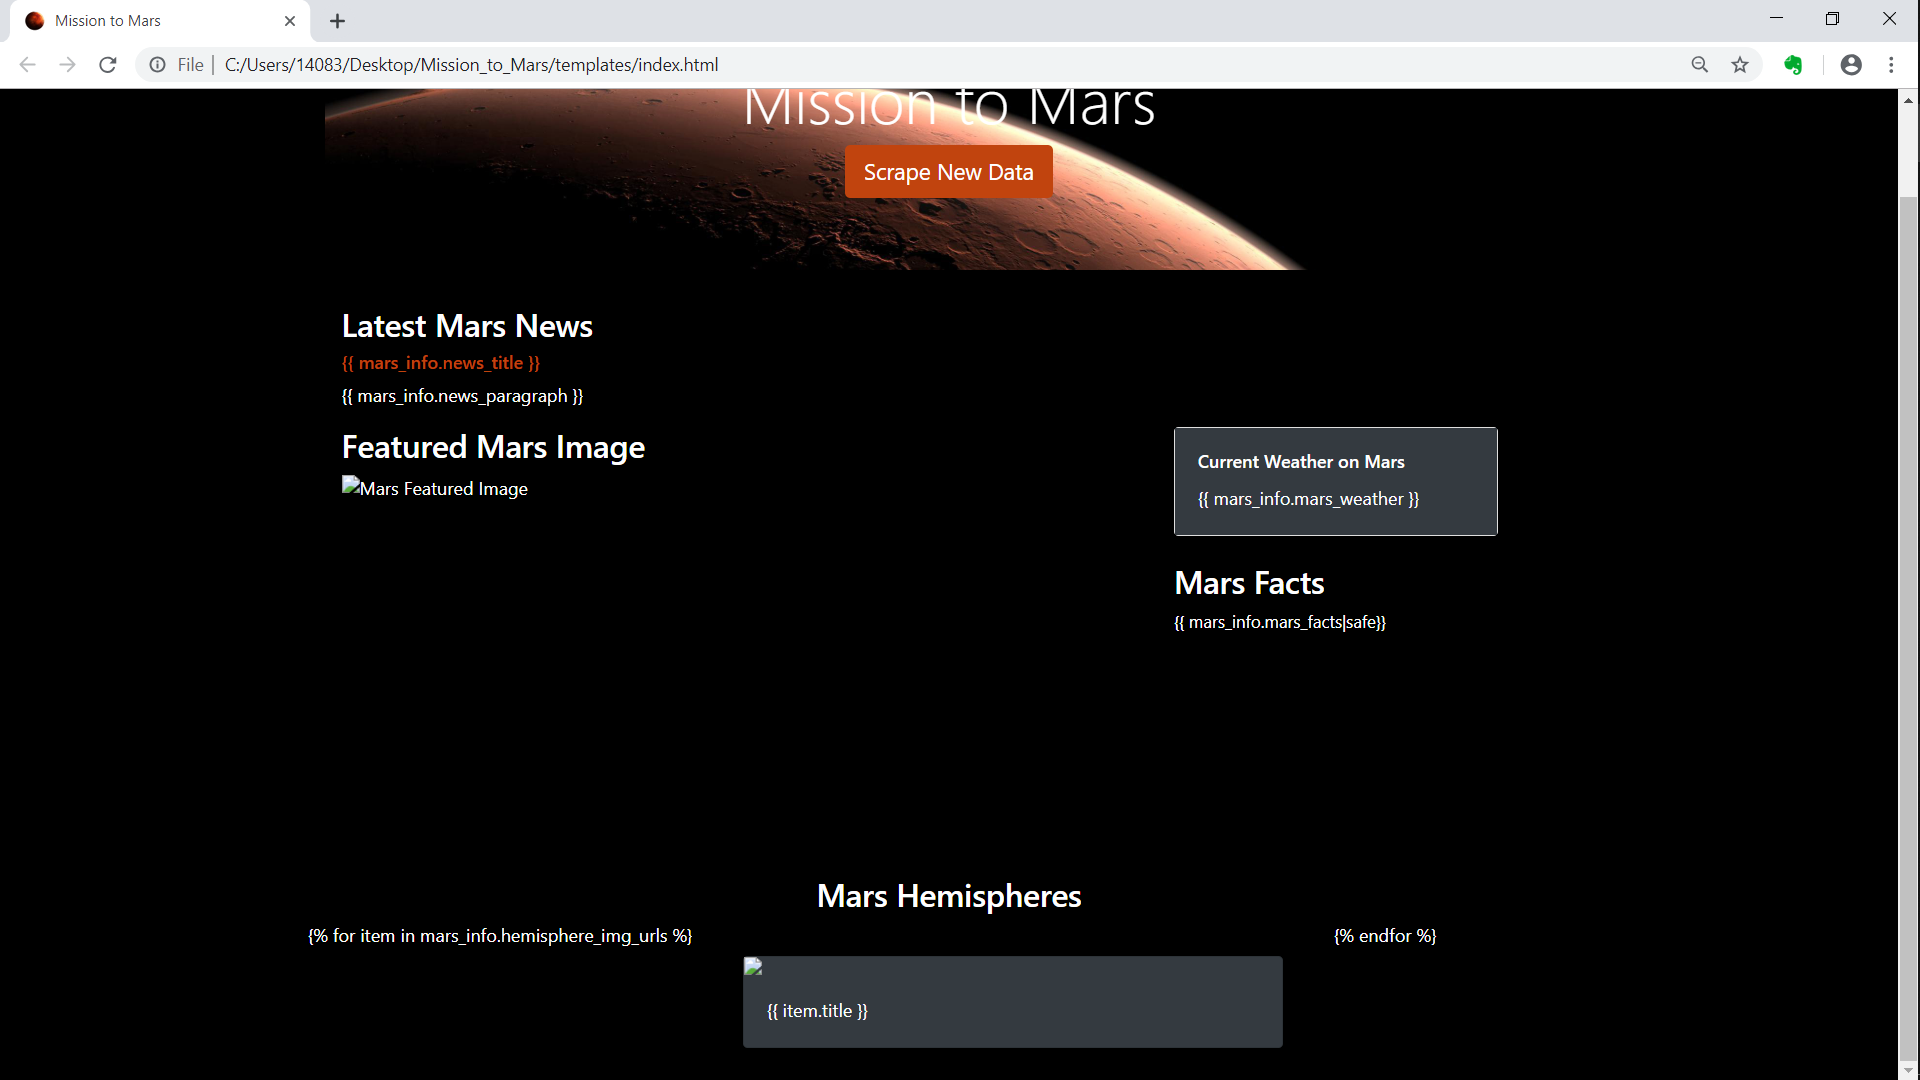 Mission to Mars
File
C:/Users/14083/Desktop/Mission_to_Mars/templates/index.html
Mission to Mars
Scrape New Data
Latest Mars News
{{ mars_info.news_title }}
{{ mars_info.news_paragraph }}
Featured Mars Image
Mars Featured Image
Current Weather on Mars
{{ mars_info.mars_weather }}
Mars Facts
{{ mars_info.mars_facts|safe}}
Mars Hemispheres
{% for item in mars_info.hemisphere_img_urls %}
{% endfor %}
{{ item.title }}